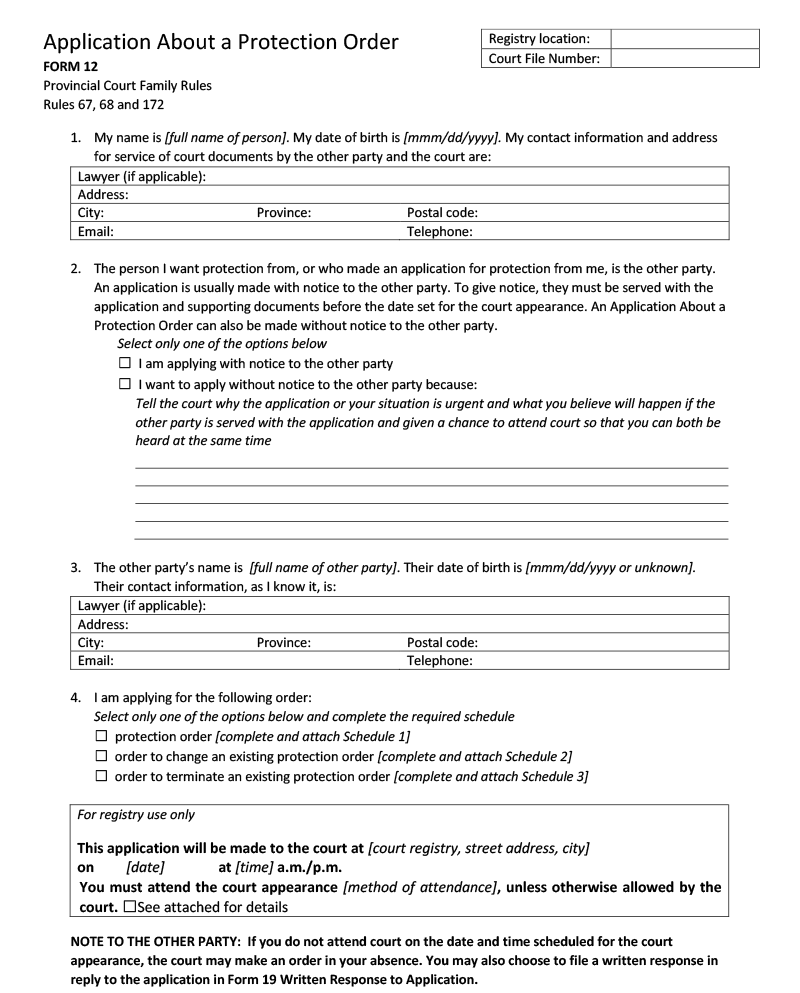 Application About a Protection Order
FORM 12
Provincial Court Family Rules
Rules 67, 68 and 172
Registry location:
Court File Number:
1. My name is [full name of person]. My date of birth is [mmm/dd/yyyy]. My contact information and address
for service of court documents by the other party and the court are:
Lawyer (if applicable):
Address:
City: Province: Postal code:
Email: Telephone:
2. The person I want protection from, or who made an application for protection from me, is the other party.
An application is usually made with notice to the other party. To give notice, they must be served with the
application and supporting documents before the date set for the court appearance. An Application About a
Protection Order can also be made without notice to the other party.
Select only one of the options below
☐ I am applying with notice to the other party
☐ I want to apply without notice to the other party because:
Tell the court why the application or your situation is urgent and what you believe will happen if the
other party is served with the application and given a chance to attend court so that you can both be
heard at the same time
3. The other party's name is [full name of other party]. Their date of birth is [mmm/dd/yyyy or unknown].
Their contact information, as I know it, is:
Lawyer (if applicable):
Address:
City: Province: Postal code:
Email: Telephone:
4. I am applying for the following order:
Select only one of the options below and complete the required schedule
☐ protection order [complete and attach Schedule 1]
☐ order to change an existing protection order [complete and attach Schedule 2]
☐ order to terminate an existing protection order [complete and attach Schedule 3]
For registry use only
This application will be made to the court at [court registry, street address, city]
on [date] at [time] a.m./p.m.
You must attend the court appearance [method of attendance], unless otherwise allowed by the
court. ☐See attached for details
NOTE TO THE OTHER PARTY: If you do not attend court on the date and time scheduled for the court
appearance, the court may make an order in your absence. You may also choose to file a written response in
reply to the application in Form 19 Written Response to Application.